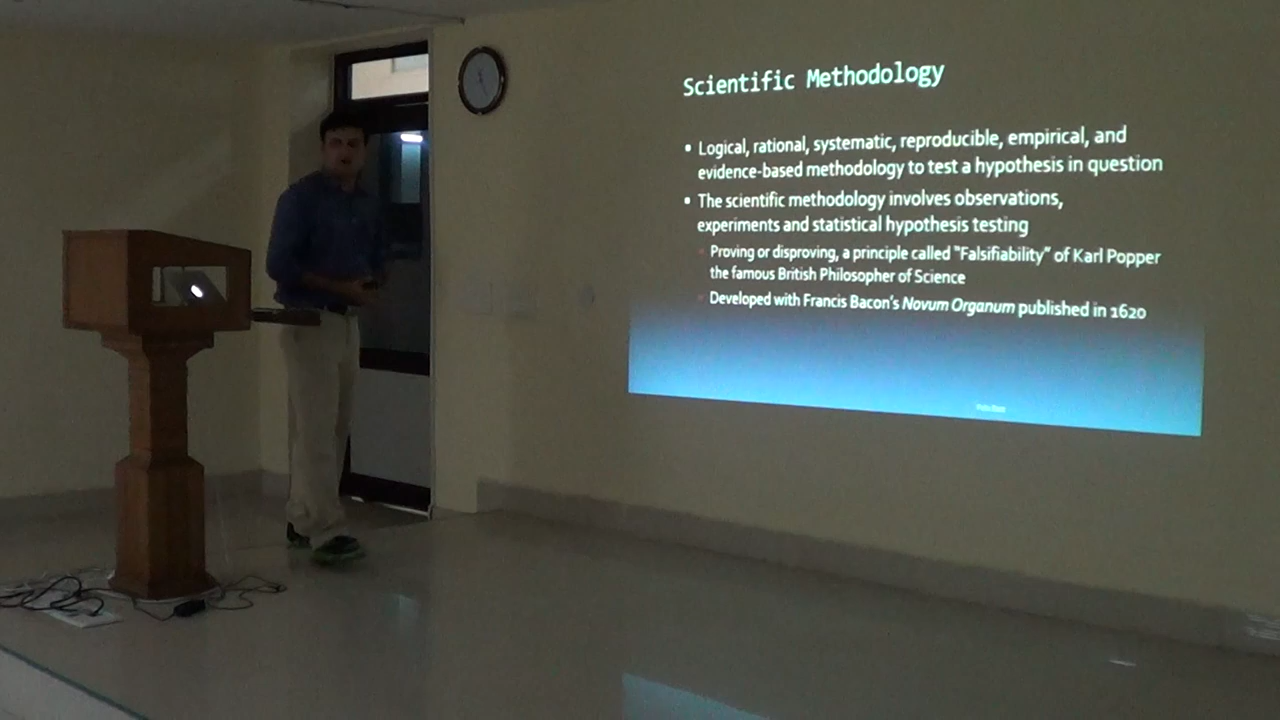 Scientific Methodology
• Logical, rational, systematic, reproducible, empirical, and
evidence-based methodology to test a hypothesis in question
• The scientific methodology involves observations,
experiments and statistical hypothesis testing
Proving or disproving, a principle called "Falsifiability" of Karl Popper
the famous British Philosopher of Science
Developed with Francis Bacon's Novum Organum published in 1620